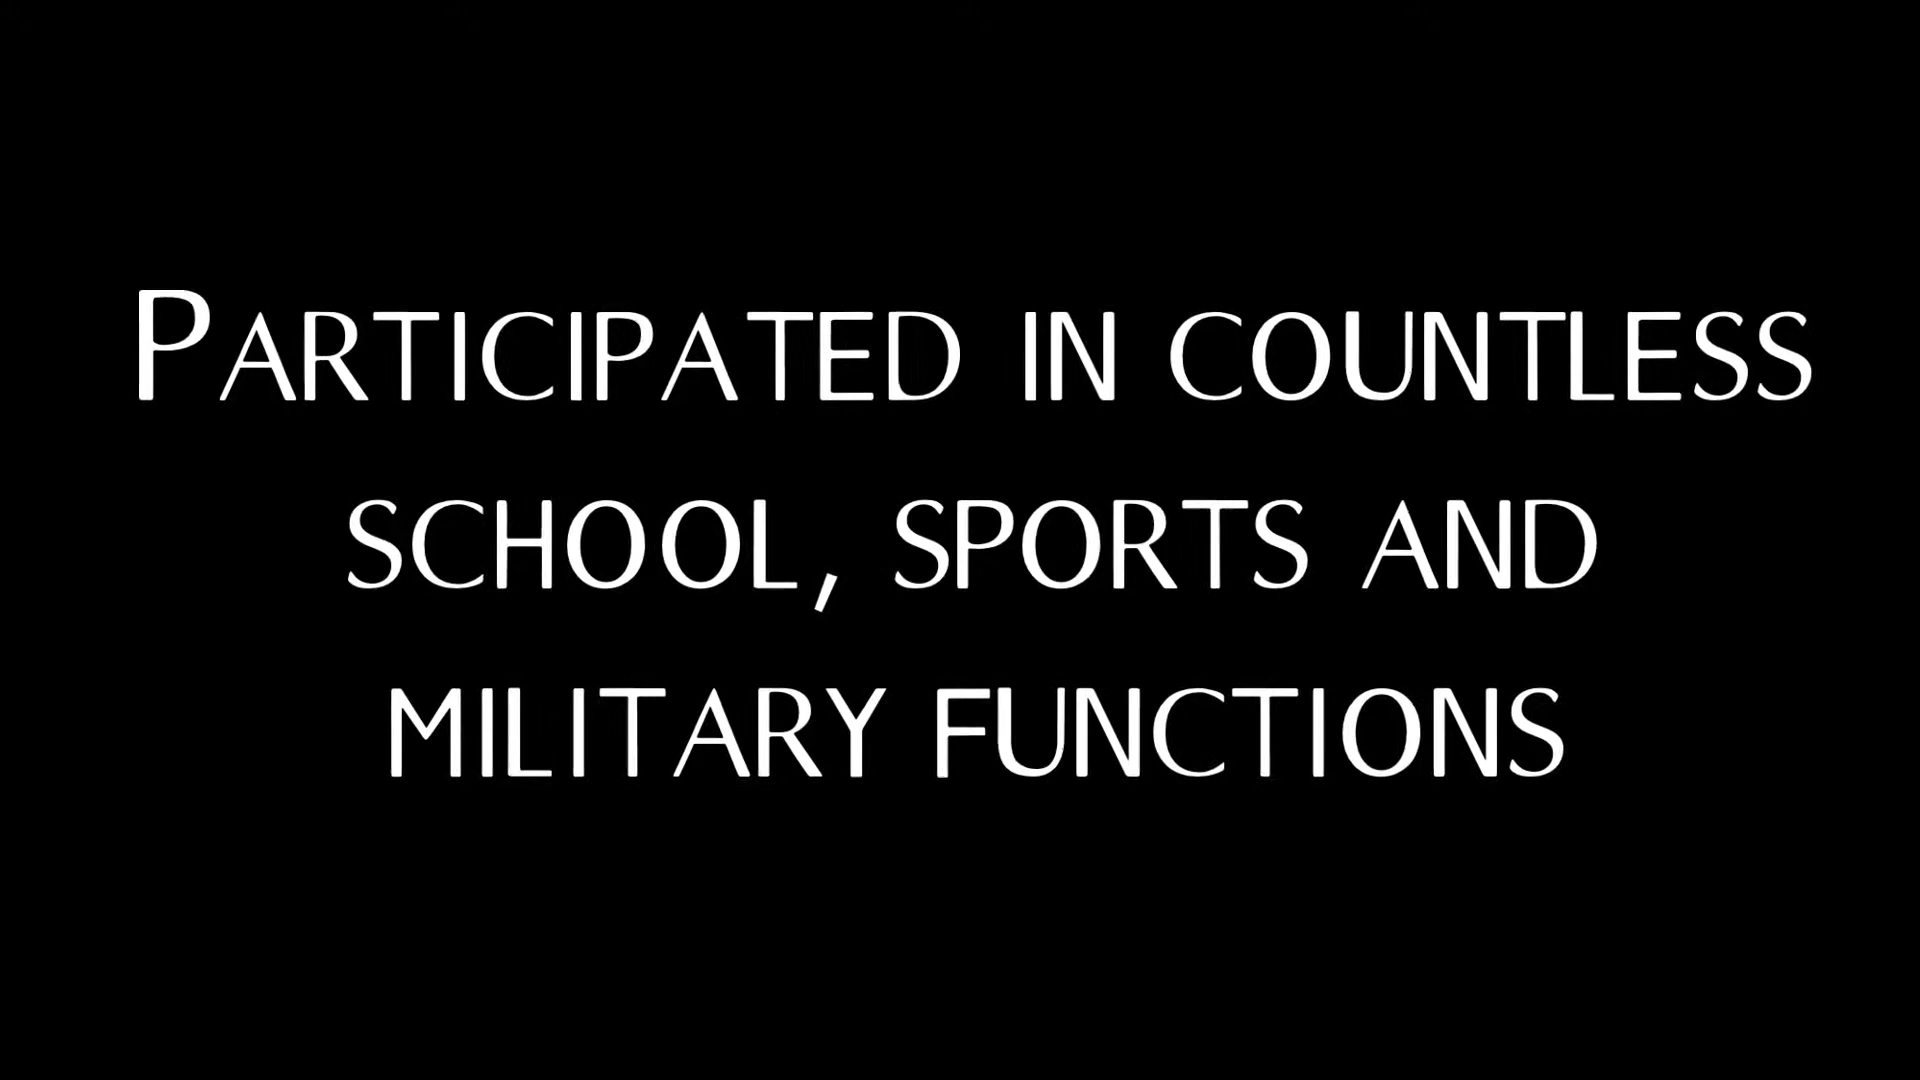 Participated in countless
school, sports and
military functions